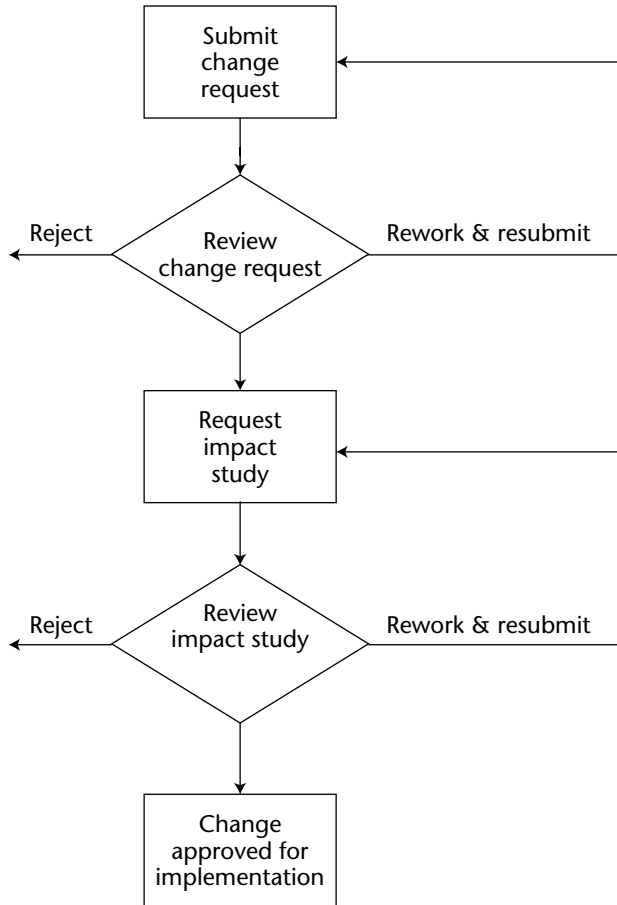 Submit
change
request
Reject
Review
change request
Rework & resubmit
Request
impact
study
Reject
Review
impact study
Rework & resubmit
Change
approved for
implementation